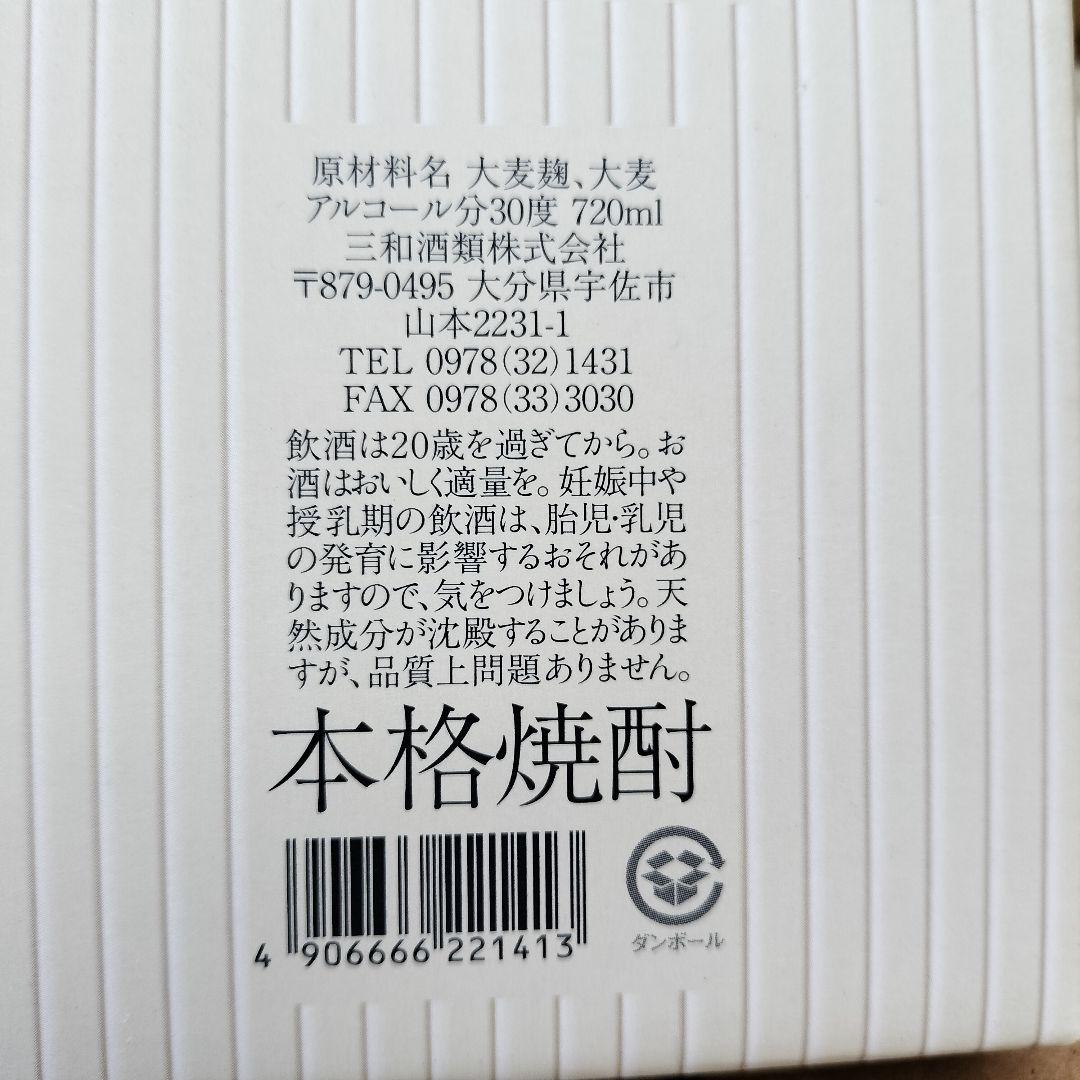 原材料名 大麦麹、大麦
アルコール分30度 720ml
三和酒類株式会社
〒879-0495 大分県宇佐市
山本2231-1
TEL 0978(32)1431
FAX 0978(33)3030
飲酒は20歳を過ぎてから。お
酒はおいしく適量を。妊娠中や
授乳期の飲酒は、胎児・乳児
の発育に影響するおそれがあ
りますので、気をつけましょう。天
然成分が沈殿することがありま
すが、品質上問題ありません。
本格焼酎
4 906666 221413
ダンボール